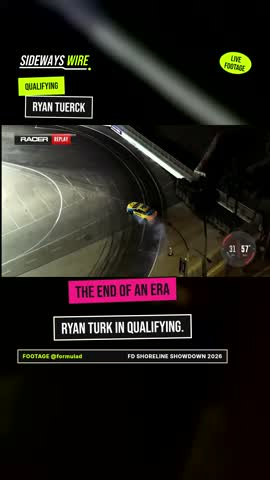 SIDEWAYS WIRE.
LIVE
FOOTAGE
QUALIFYING
RYAN TUERCK
RACER REPLAY
31 57°
THE END OF AN ERA
RYAN TURK IN QUALIFYING.
FOOTAGE @formulad
FD SHORELINE SHOWDOWN 2026